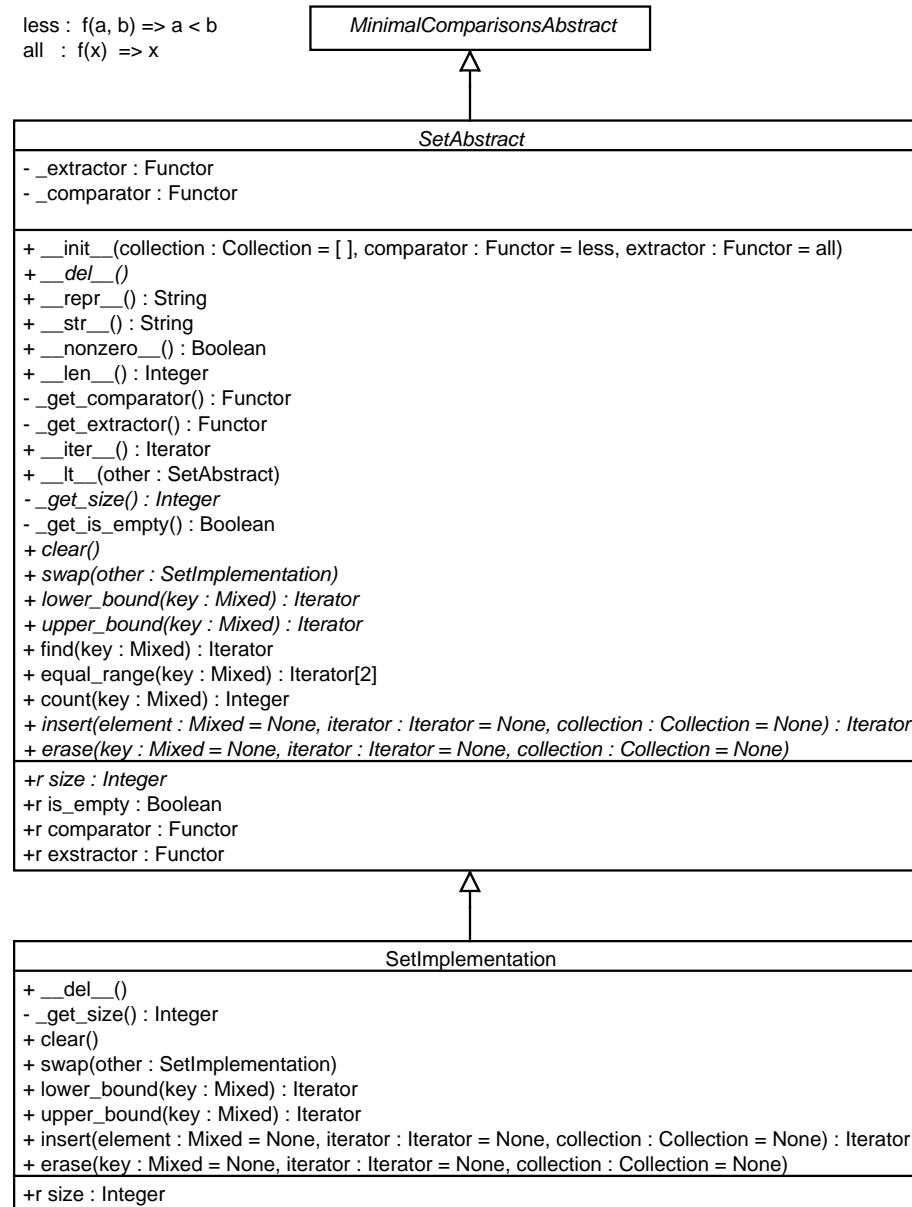 less : f(a, b) => a < b
all : f(x) => x
MinimalComparisonsAbstract
SetAbstract
- _extractor : Functor
- _comparator : Functor
+ __init__(collection : Collection = [ ], comparator : Functor = less, extractor : Functor = all)
+ __del__()
+ __repr__() : String
+ __str__() : String
+ __nonzero__() : Boolean
+ __len__() : Integer
- _get_comparator() : Functor
- _get_extractor() : Functor
+ __iter__() : Iterator
+ __lt__(other : SetAbstract)
- _get_size() : Integer
- _get_is_empty() : Boolean
+ clear()
+ swap(other : SetImplementation)
+ lower_bound(key : Mixed) : Iterator
+ upper_bound(key : Mixed) : Iterator
+ find(key : Mixed) : Iterator
+ equal_range(key : Mixed) : Iterator[2]
+ count(key : Mixed) : Integer
+ insert(element : Mixed = None, iterator : Iterator = None, collection : Collection = None) : Iterator
+ erase(key : Mixed = None, iterator : Iterator = None, collection : Collection = None)
+r size : Integer
+r is_empty : Boolean
+r comparator : Functor
+r exstractor : Functor
SetImplementation
+ __del__()
- _get_size() : Integer
+ clear()
+ swap(other : SetImplementation)
+ lower_bound(key : Mixed) : Iterator
+ upper_bound(key : Mixed) : Iterator
+ insert(element : Mixed = None, iterator : Iterator = None, collection : Collection = None) : Iterator
+ erase(key : Mixed = None, iterator : Iterator = None, collection : Collection = None)
+r size : Integer